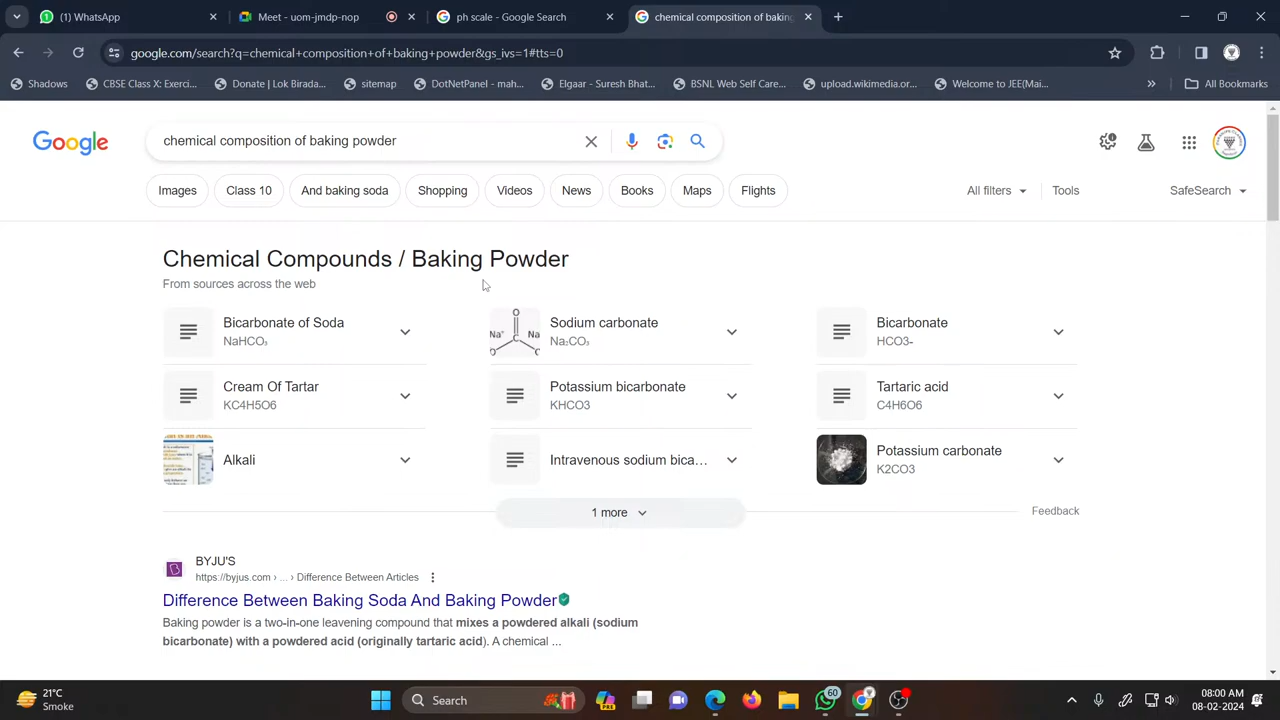 (1) WhatsApp
Meet - uom-jmdp-nop
ph scale - Google Search
chemical composition of baking
google.com/search?q=chemical+composition+of+baking+powder&gs_ivs=1#tts=0
Shadows
CBSE Class X: Exerci...
Donate | Lok Birada...
sitemap
DotNetPanel - mah...
Elgaar - Suresh Bhat...
BSNL Web Self Care...
upload.wikimedia.or...
Welcome to JEE(Mai...
All Bookmarks
Google
chemical composition of baking powder
Images
Class 10
And baking soda
Shopping
Videos
News
Books
Maps
Flights
All filters
Tools
SafeSearch
Chemical Compounds / Baking Powder
From sources across the web
Bicarbonate of Soda
NaHCO₃
Sodium carbonate
Na₂CO₃
Bicarbonate
HCO3-
Cream Of Tartar
KC4H5O6
Potassium bicarbonate
KHCO3
Tartaric acid
C4H6O6
Alkali
Intravenous sodium bica...
Potassium carbonate
K2CO3
1 more
Feedback
BYJU'S
https://byjus.com › ... › Difference Between Articles
Difference Between Baking Soda And Baking Powder
Baking powder is a two-in-one leavening compound that mixes a powdered alkali (sodium
bicarbonate) with a powdered acid (originally tartaric acid). A chemical ...
21°C
Smoke
Search
60
08:00 AM
08-02-2024